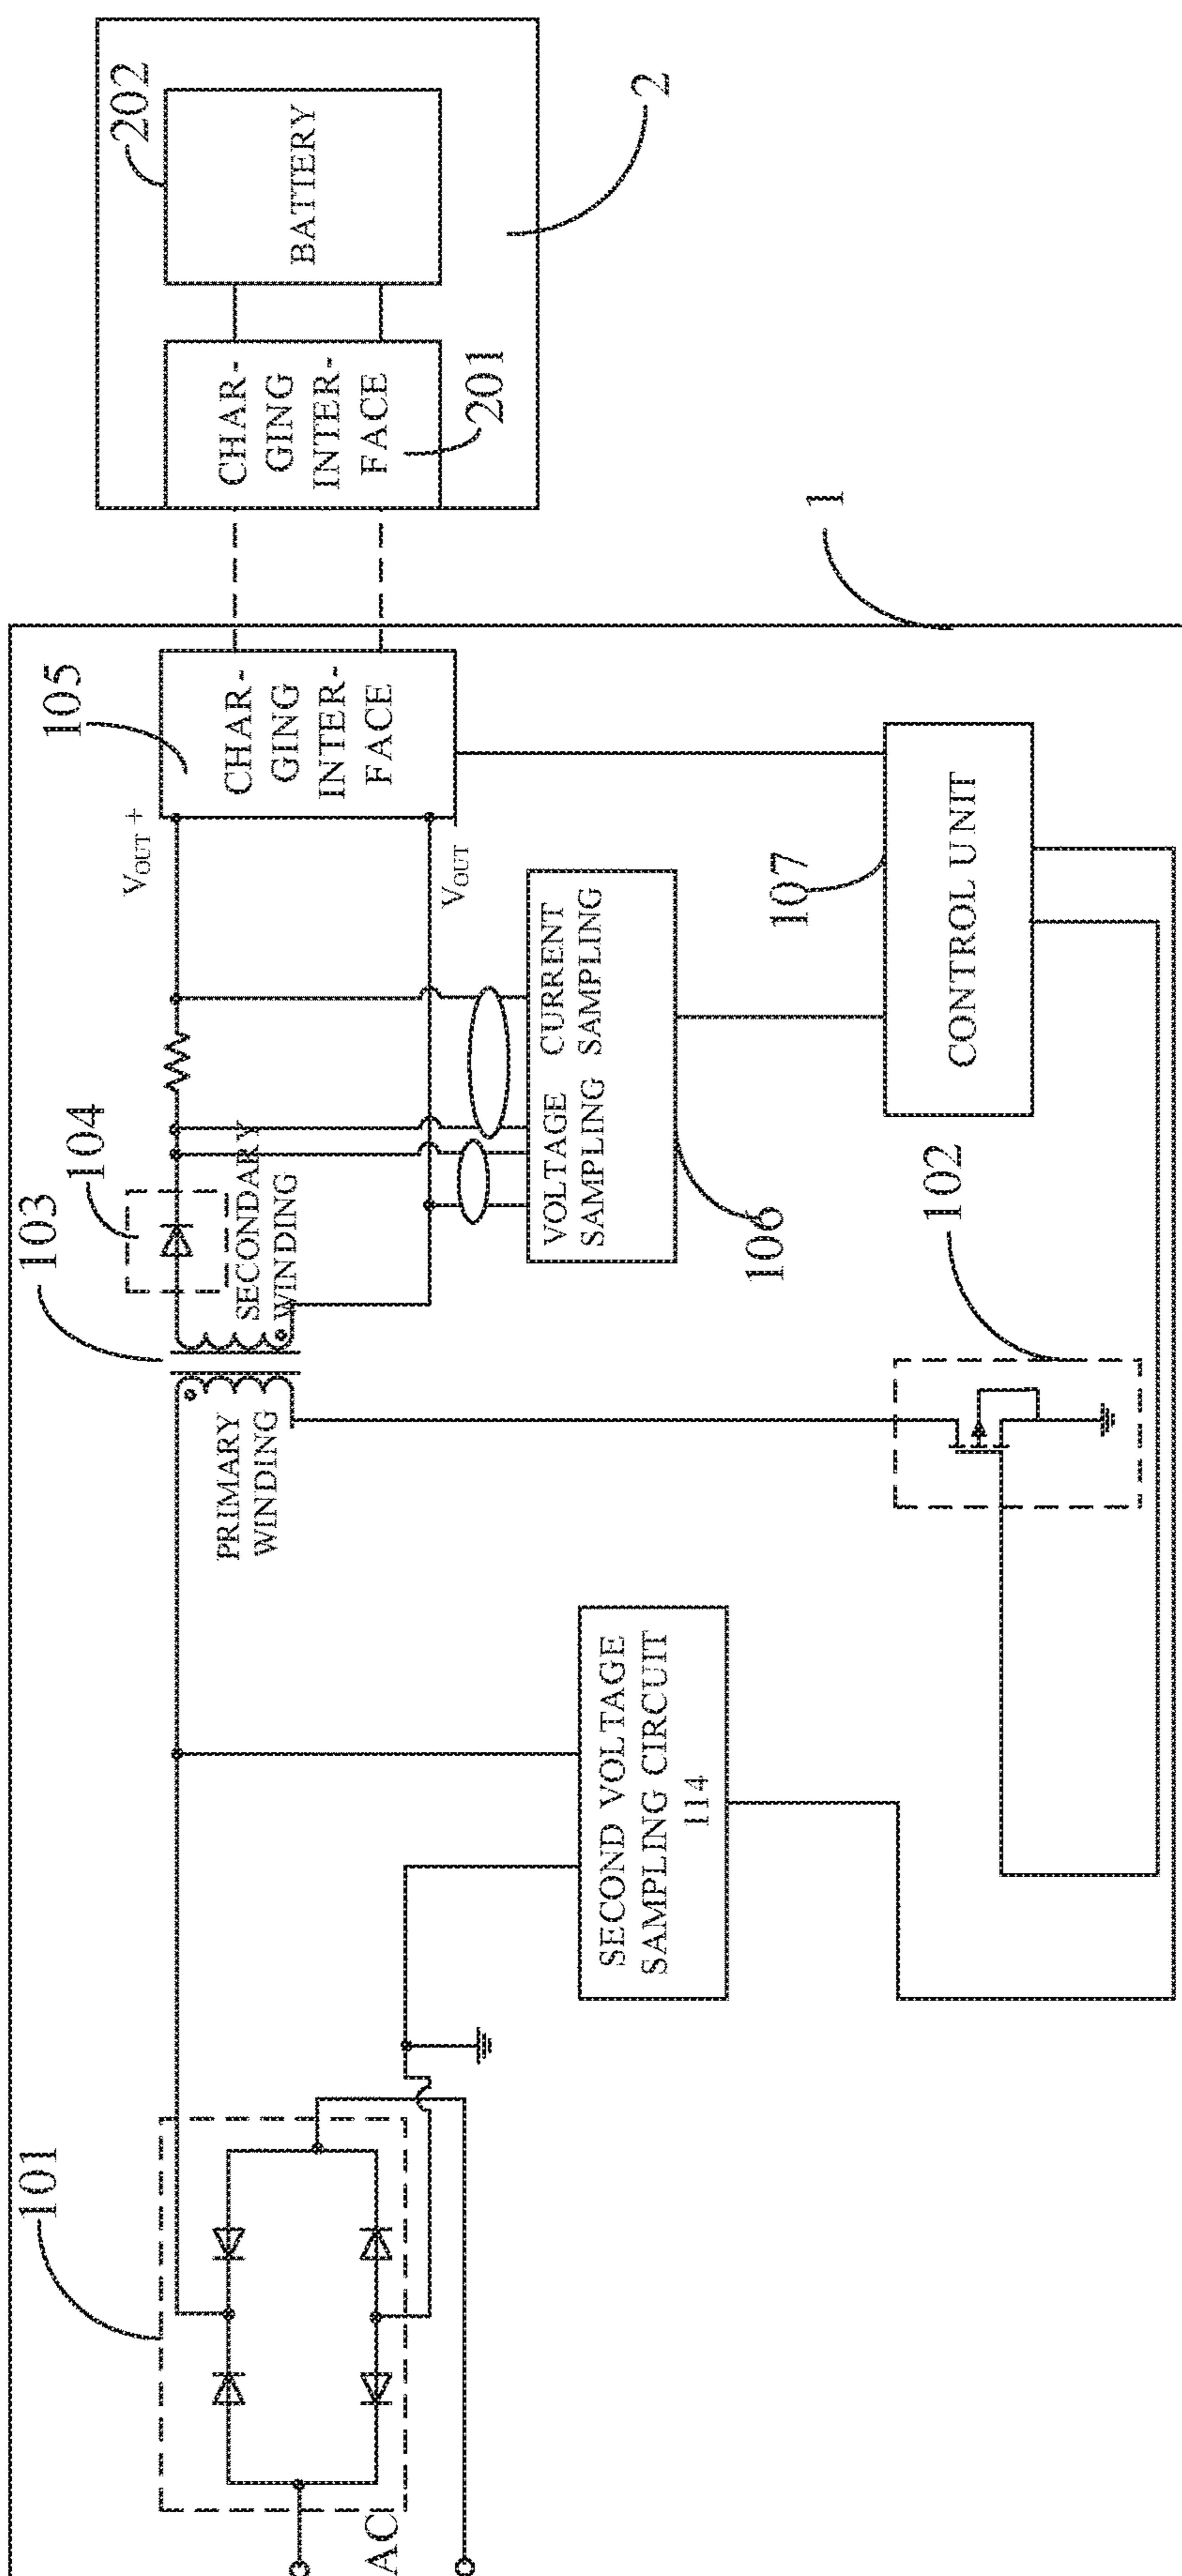 101
AC
SECOND VOLTAGE
SAMPLING CIRCUIT
114
PRIMARY
WINDING
103
104
SECONDARY
WINDING
102
VOLTAGE
SAMPLING
CURRENT
SAMPLING
106
VOUT +
VOUT −
105
CHAR-
GING
INTER-
FACE
107
CONTROL UNIT
1
CHAR-
GING
INTER-
FACE
201
BATTERY
202
2